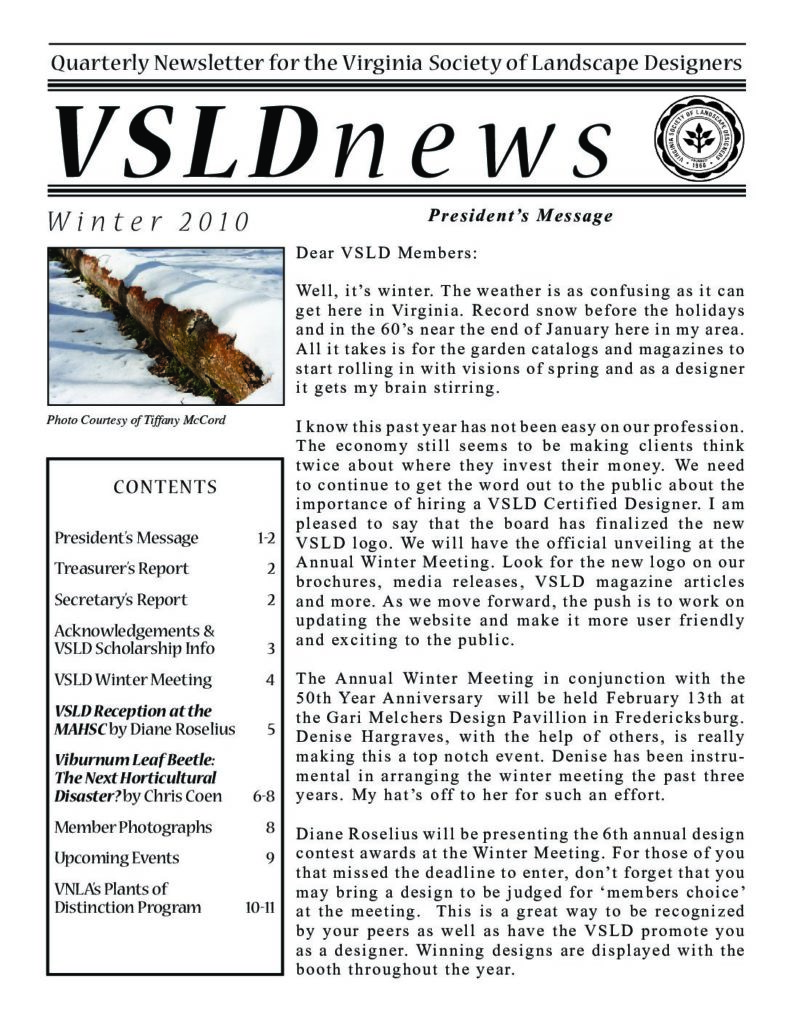 Quarterly Newsletter for the Virginia Society of Landscape Designers
VSLDnews
VIRGINIA SOCIETY OF LANDSCAPE DESIGNERS
1960
Winter 2010
Photo Courtesy of Tiffany McCord
CONTENTS
President's Message 1-2
Treasurer's Report 2
Secretary's Report 2
Acknowledgements &
VSLD Scholarship Info 3
VSLD Winter Meeting 4
VSLD Reception at the
MAHSC by Diane Roselius 5
Viburnum Leaf Beetle:
The Next Horticultural
Disaster? by Chris Coen 6-8
Member Photographs 8
Upcoming Events 9
VNLA's Plants of
Distinction Program 10-11
President's Message
Dear VSLD Members:
Well, it's winter. The weather is as confusing as it can
get here in Virginia. Record snow before the holidays
and in the 60's near the end of January here in my area.
All it takes is for the garden catalogs and magazines to
start rolling in with visions of spring and as a designer
it gets my brain stirring.
I know this past year has not been easy on our profession.
The economy still seems to be making clients think
twice about where they invest their money. We need
to continue to get the word out to the public about the
importance of hiring a VSLD Certified Designer. I am
pleased to say that the board has finalized the new
VSLD logo. We will have the official unveiling at the
Annual Winter Meeting. Look for the new logo on our
brochures, media releases, VSLD magazine articles
and more. As we move forward, the push is to work on
updating the website and make it more user friendly
and exciting to the public.
The Annual Winter Meeting in conjunction with the
50th Year Anniversary will be held February 13th at
the Gari Melchers Design Pavillion in Fredericksburg.
Denise Hargraves, with the help of others, is really
making this a top notch event. Denise has been instru-
mental in arranging the winter meeting the past three
years. My hat's off to her for such an effort.
Diane Roselius will be presenting the 6th annual design
contest awards at the Winter Meeting. For those of you
that missed the deadline to enter, don't forget that you
may bring a design to be judged for 'members choice'
at the meeting. This is a great way to be recognized
by your peers as well as have the VSLD promote you
as a designer. Winning designs are displayed with the
booth throughout the year.